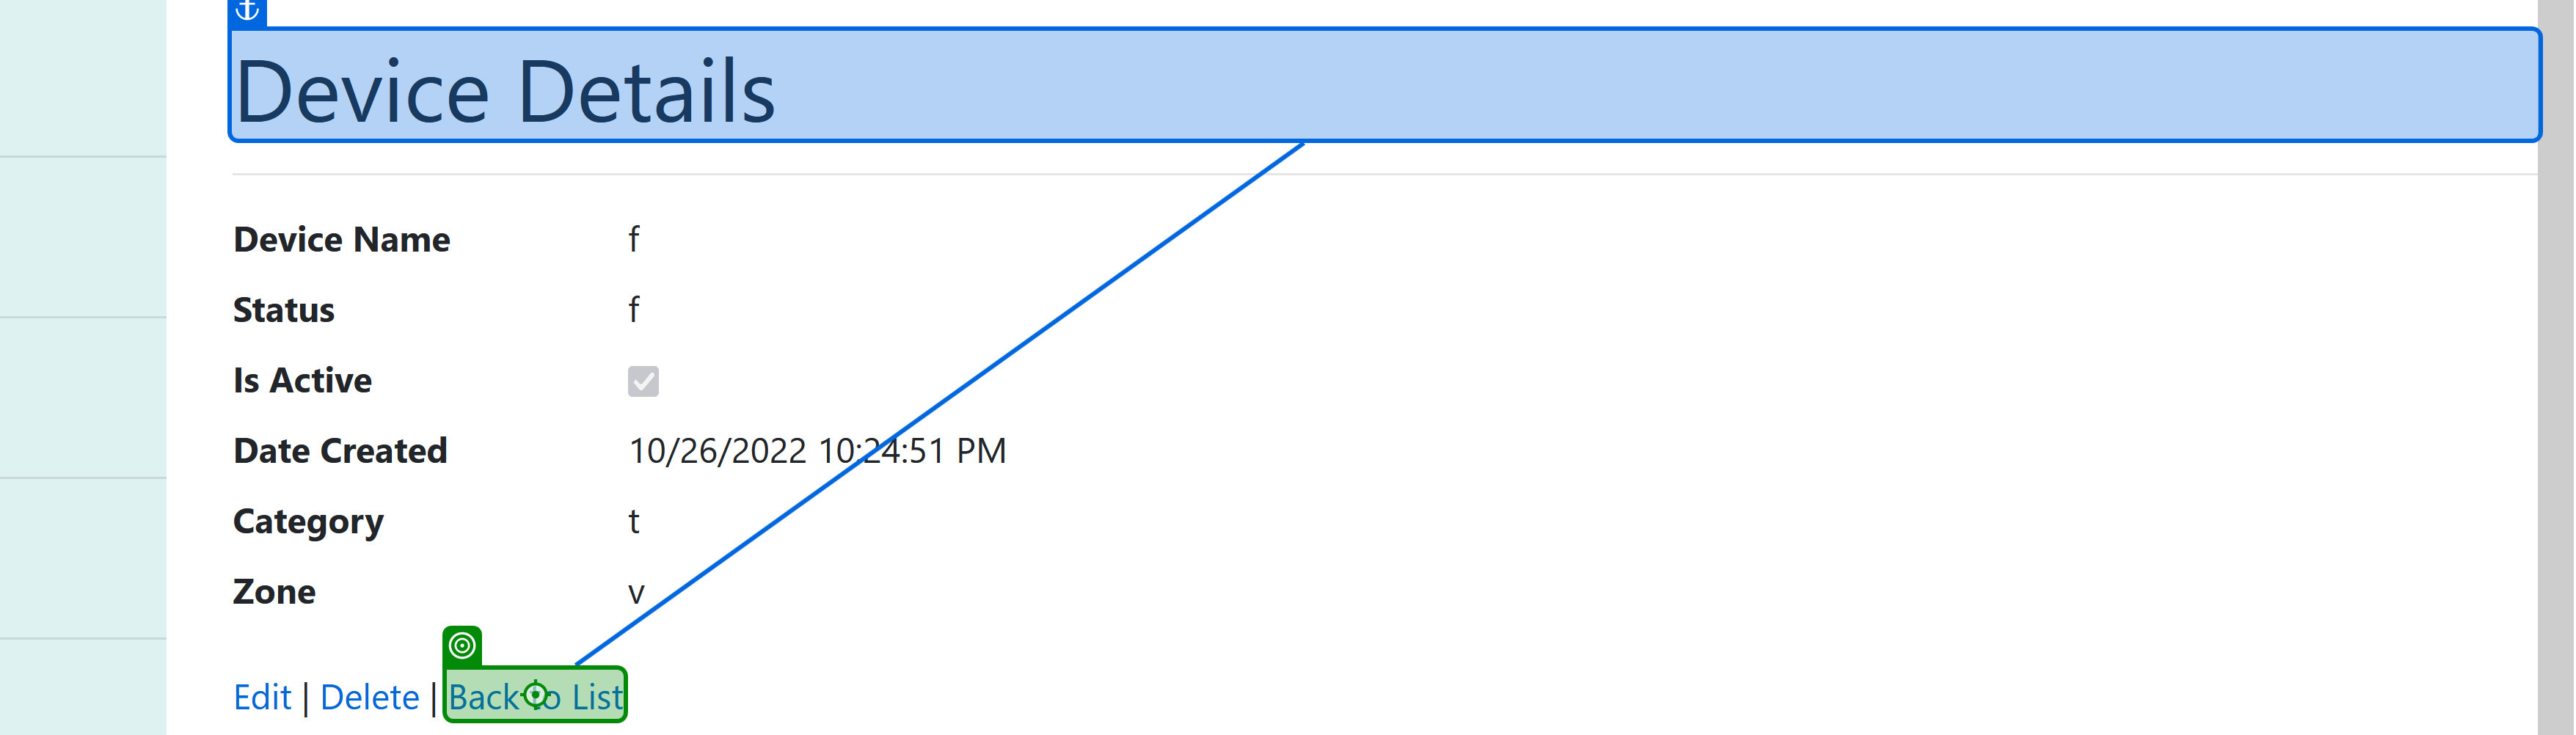 Device Details
Device Name f
Status f
Is Active
Date Created 10/26/2022 10:24:51 PM
Category t
Zone v
Edit | Delete | Back to List